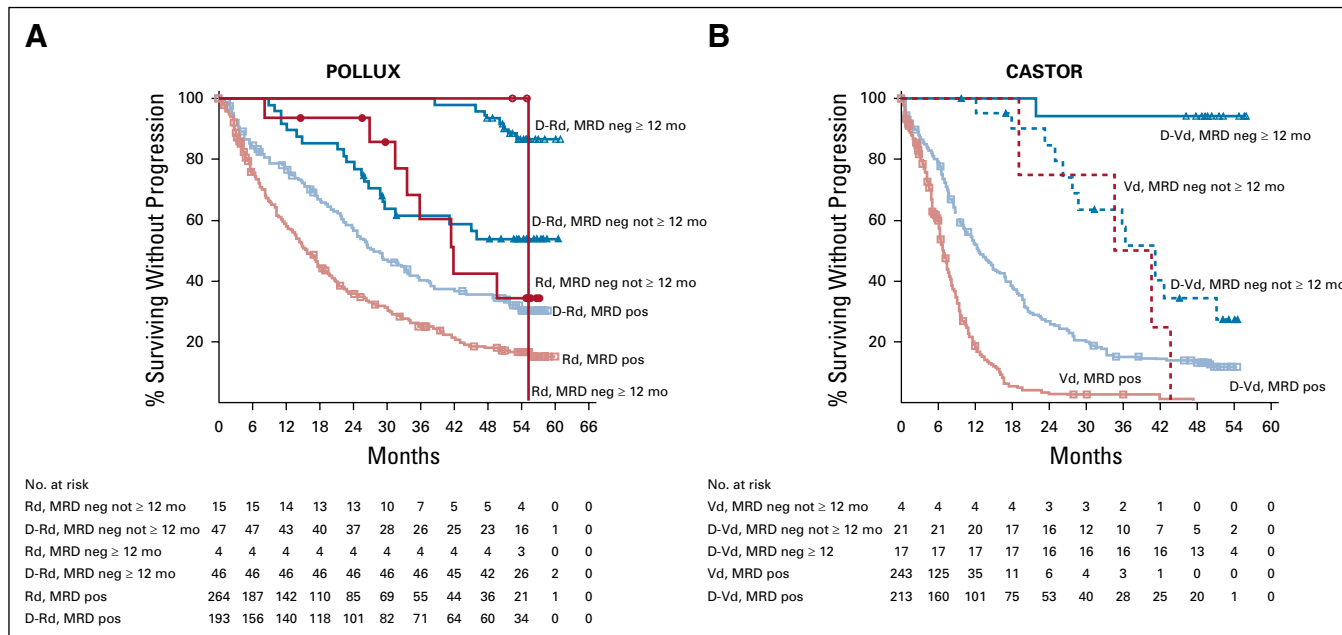 A
POLLUX
% Surviving Without Progression
100
80
60
40
20
D-Rd, MRD neg ≥ 12 mo
D-Rd, MRD neg not ≥ 12 mo
Rd, MRD neg not ≥ 12 mo
D-Rd, MRD pos
Rd, MRD pos
Rd, MRD neg ≥ 12 mo
0 6 12 18 24 30 36 42 48 54 60 66
Months
No. at risk
Rd, MRD neg not ≥ 12 mo 15 15 14 13 13 10 7 5 5 4 0 0
D-Rd, MRD neg not ≥ 12 mo 47 47 43 40 37 28 26 25 23 16 1 0
Rd, MRD neg ≥ 12 mo 4 4 4 4 4 4 4 4 4 3 0 0
D-Rd, MRD neg ≥ 12 mo 46 46 46 46 46 46 46 45 42 26 2 0
Rd, MRD pos 264 187 142 110 85 69 55 44 36 21 1 0
D-Rd, MRD pos 193 156 140 118 101 82 71 64 60 34 0 0
B
CASTOR
% Surviving Without Progression
100
80
60
40
20
D-Vd, MRD neg ≥ 12 mo
Vd, MRD neg not ≥ 12 mo
D-Vd, MRD neg not ≥ 12 mo
Vd, MRD pos
D-Vd, MRD pos
0 6 12 18 24 30 36 42 48 54 60
Months
No. at risk
Vd, MRD neg not ≥ 12 mo 4 4 4 4 3 3 2 1 0 0 0
D-Vd, MRD neg not ≥ 12 mo 21 21 20 17 16 12 10 7 5 2 0
D-Vd, MRD neg ≥ 12 17 17 17 17 16 16 16 16 13 4 0
Vd, MRD pos 243 125 35 11 6 4 3 1 0 0 0
D-Vd, MRD pos 213 160 101 75 53 40 28 25 20 1 0